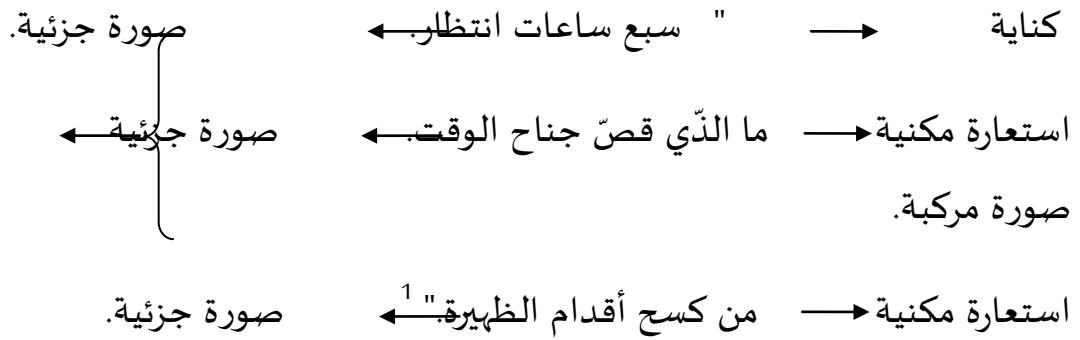 كناية " سبع ساعات انتظار. صورة جزئية.
استعارة مكنية ما الذّي قصّ جناح الوقت. صورة جزئية
صورة مركبة.
استعارة مكنية من كسح أقدام الظهيرة." 1 صورة جزئية.